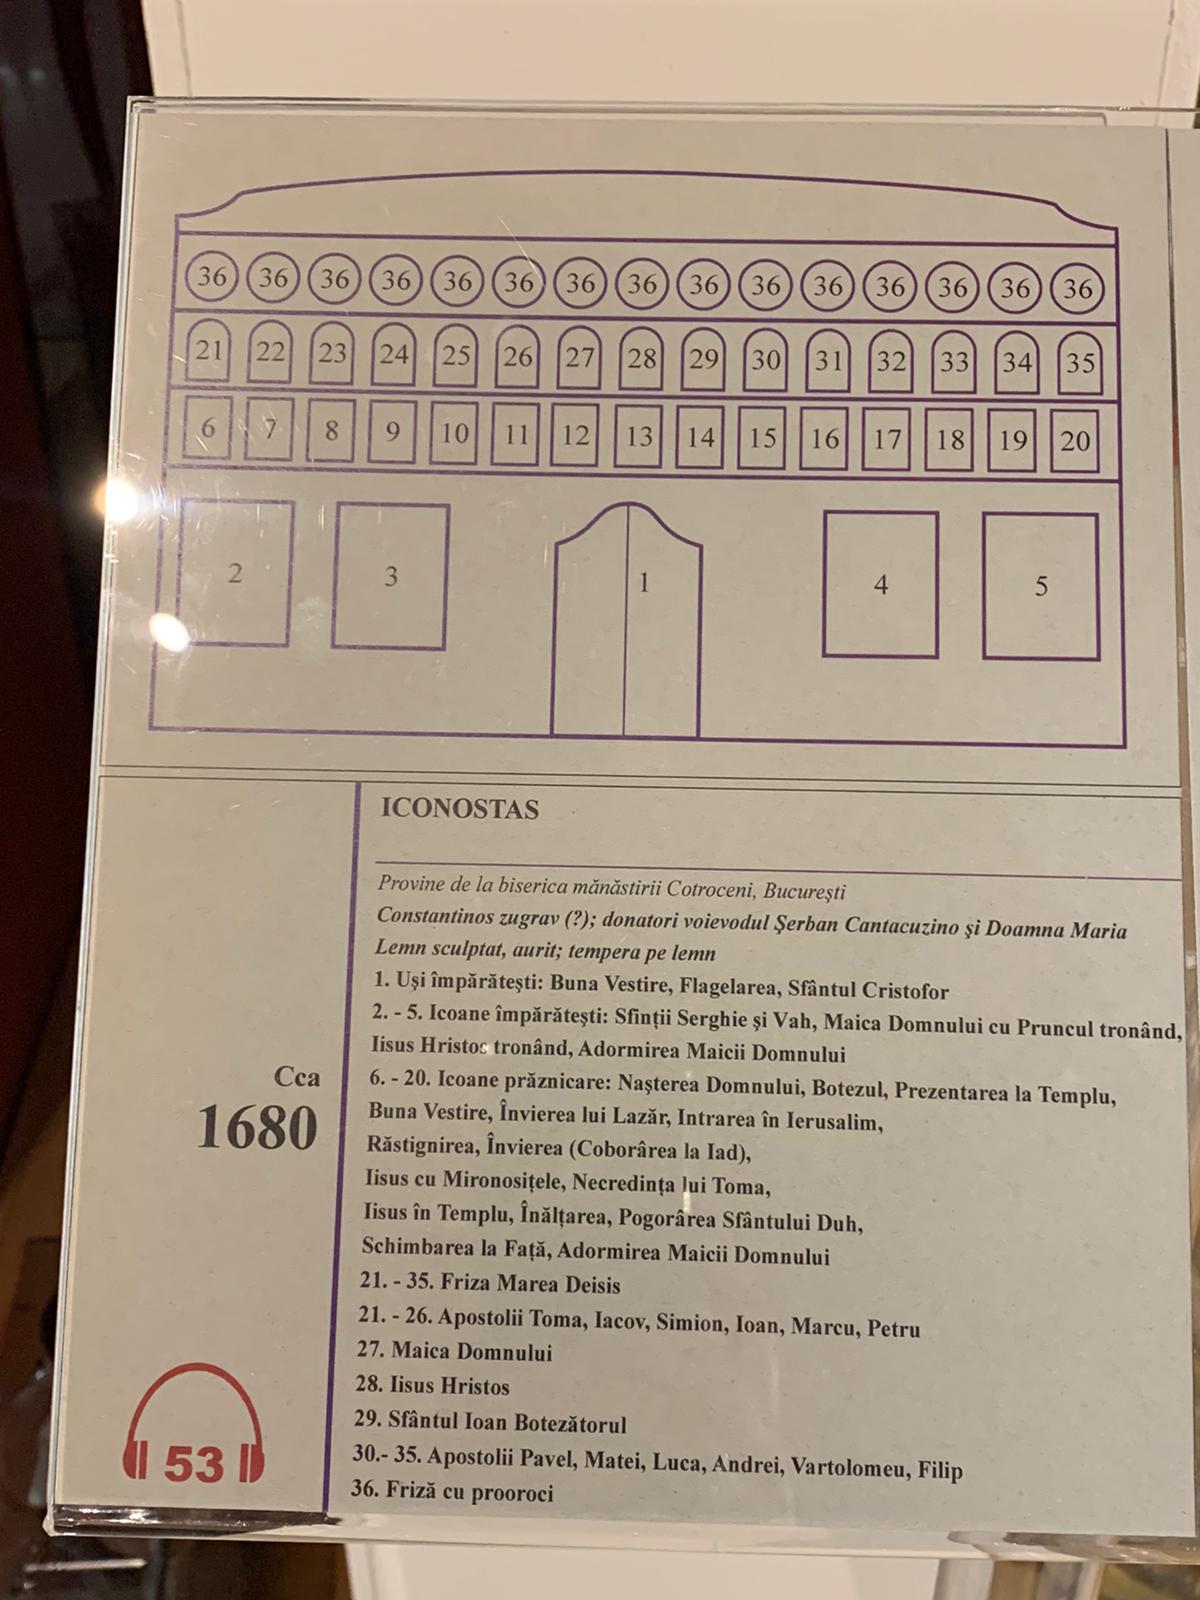 36 36 36 36 36 36 36 36 36 36 36 36 36 36 36
21 22 23 24 25 26 27 28 29 30 31 32 33 34 35
6 7 8 9 10 11 12 13 14 15 16 17 18 19 20
2 3 1 4 5
ICONOSTAS
Provine de la biserica mănăstirii Cotroceni, Bucureşti
Constantinos zugrav (?); donatori voievodul Şerban Cantacuzino şi Doamna Maria
Lemn sculptat, aurit; tempera pe lemn
1. Uşi împărăteşti: Buna Vestire, Flagelarea, Sfântul Cristofor
2. - 5. Icoane împărăteşti: Sfinţii Serghie şi Vah, Maica Domnului cu Pruncul tronând,
Iisus Hristos tronând, Adormirea Maicii Domnului
6. - 20. Icoane prăznicare: Naşterea Domnului, Botezul, Prezentarea la Templu,
Buna Vestire, Învierea lui Lazăr, Intrarea în Ierusalim,
Răstignirea, Învierea (Coborârea la Iad),
Iisus cu Mironosiţele, Necredinţa lui Toma,
Iisus în Templu, Înălţarea, Pogorârea Sfântului Duh,
Schimbarea la Faţă, Adormirea Maicii Domnului
21. - 35. Friza Marea Deisis
21. - 26. Apostolii Toma, Iacov, Simion, Ioan, Marcu, Petru
27. Maica Domnului
28. Iisus Hristos
29. Sfântul Ioan Botezătorul
30.- 35. Apostolii Pavel, Matei, Luca, Andrei, Vartolomeu, Filip
36. Friză cu prooroci
Cca
1680
53